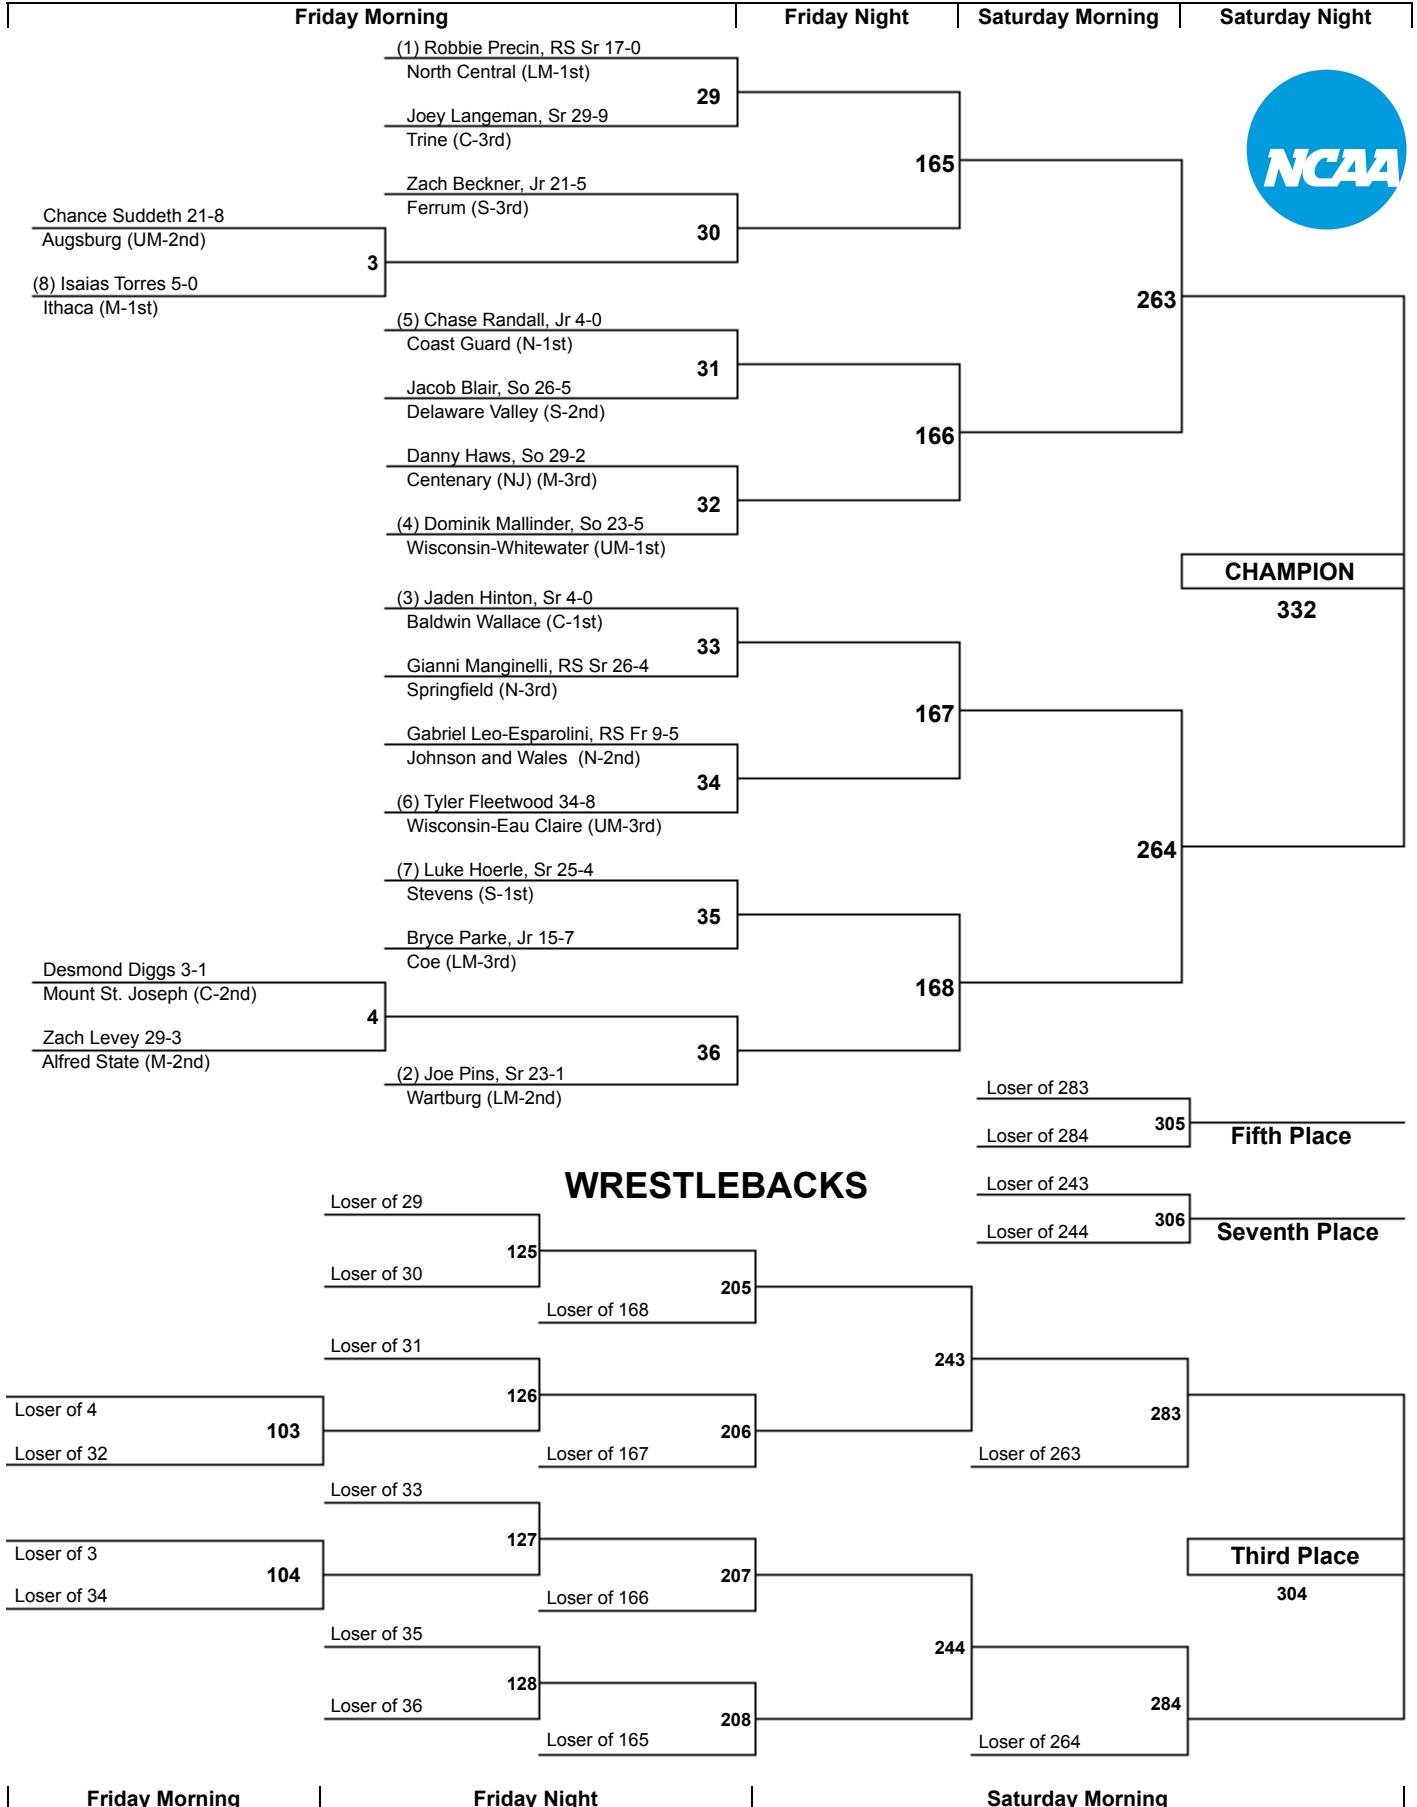 Friday Morning
Friday Night
Saturday Morning
Saturday Night
(1) Robbie Precin, RS Sr 17-0
North Central (LM-1st)
29
Joey Langeman, Sr 29-9
Trine (C-3rd)
165
NCAA
Zach Beckner, Jr 21-5
Ferrum (S-3rd)
30
Chance Suddeth 21-8
Augsburg (UM-2nd)
3
(8) Isaias Torres 5-0
Ithaca (M-1st)
263
(5) Chase Randall, Jr 4-0
Coast Guard (N-1st)
31
Jacob Blair, So 26-5
Delaware Valley (S-2nd)
166
Danny Haws, So 29-2
Centenary (NJ) (M-3rd)
32
(4) Dominik Mallinder, So 23-5
Wisconsin-Whitewater (UM-1st)
CHAMPION
332
(3) Jaden Hinton, Sr 4-0
Baldwin Wallace (C-1st)
33
Gianni Manginelli, RS Sr 26-4
Springfield (N-3rd)
167
Gabriel Leo-Esparolini, RS Fr 9-5
Johnson and Wales  (N-2nd)
34
(6) Tyler Fleetwood 34-8
Wisconsin-Eau Claire (UM-3rd)
264
(7) Luke Hoerle, Sr 25-4
Stevens (S-1st)
35
Bryce Parke, Jr 15-7
Coe (LM-3rd)
168
Desmond Diggs 3-1
Mount St. Joseph (C-2nd)
4
Zach Levey 29-3
Alfred State (M-2nd)
36
(2) Joe Pins, Sr 23-1
Wartburg (LM-2nd)
Loser of 283
305
Fifth Place
Loser of 284
WRESTLEBACKS
Loser of 243
306
Seventh Place
Loser of 244
Loser of 29
125
Loser of 30
205
Loser of 168
Loser of 31
243
126
Loser of 4
103
Loser of 32
206
Loser of 167
283
Loser of 263
Loser of 33
127
Loser of 3
104
Loser of 34
207
Loser of 166
Third Place
304
Loser of 35
244
128
Loser of 36
208
Loser of 165
284
Loser of 264
Friday Morning
Friday Night
Saturday Morning